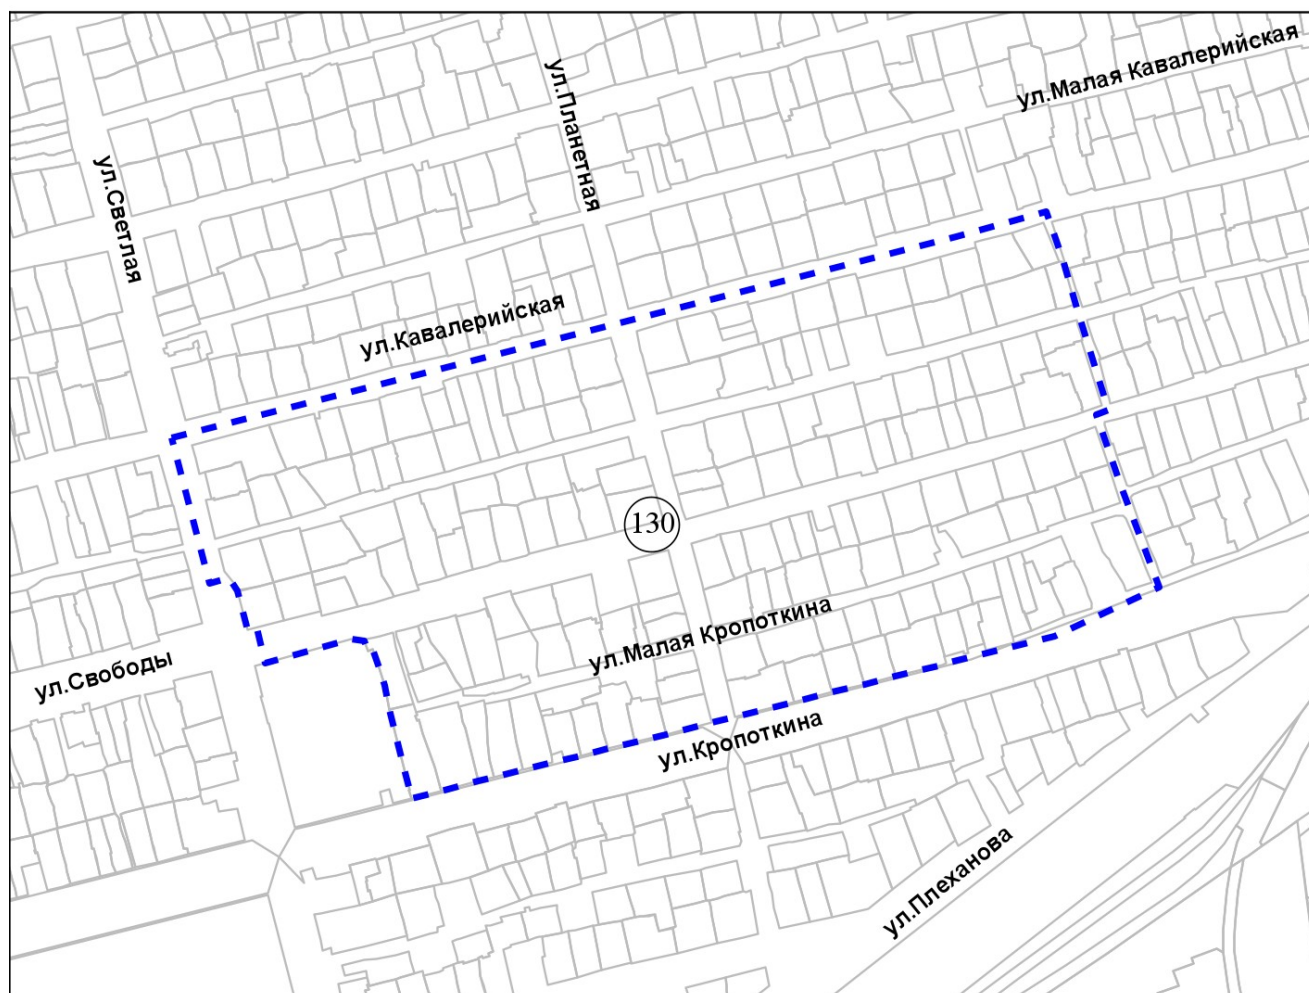 ул.Малая Кавалерийская
ул.Планетная
ул.Светлая
ул.Кавалерийская
130
ул.Малая Кропоткина
ул.Свободы
ул.Кропоткина
ул.Плеханова